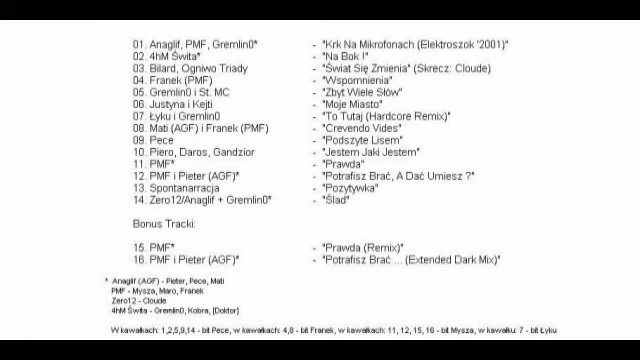 01. Anaglif, PMF, Gremlin0* - "Krk Na Mikrofonach (Elektroszok '2001)"
02. 4hM Świta* - "Na Bok !"
03. Bilard, Ogniwo Triady - "Świat Się Zmienia" (Skrecz: Cloude)
04. Franek (PMF) - "Wspomnienia"
05. Gremlin0 i St. MC - "Zbyt Wiele Słów"
06. Justyna i Kejti - "Moje Miasto"
07. Łyku i Gremlin0 - "To Tutaj (Hardcore Remix)"
08. Mati (AGF) i Franek (PMF) - "Crevendo Vides"
09. Pece - "Podszyte Lisem"
10. Piero, Daros, Gandzior - "Jestem Jaki Jestem"
11. PMF* - "Prawda"
12. PMF i Pieter (AGF)* - "Potrafisz Brać, A Dać Umiesz ?"
13. Spontanarracja - "Pozytywka"
14. Zero12/Anaglif + Gremlin0* - "Ślad"
Bonus Tracki:
15. PMF* - "Prawda (Remix)"
16. PMF i Pieter (AGF)* - "Potrafisz Brać ... (Extended Dark Mix)"
* Anaglif (AGF) - Pieter, Pece, Mati
PMF - Mysza, Maro, Franek
Zero12 - Cloude
4hM Świta - Gremlin0, Kobra, [Doktor]
W kawałkach: 1,2,5,9,14 - bit Pece, w kawałkach: 4,8 - bit Franek, w kawałkach: 11, 12, 15, 16 - bit Mysza, w kawałku: 7 - bit Łyku